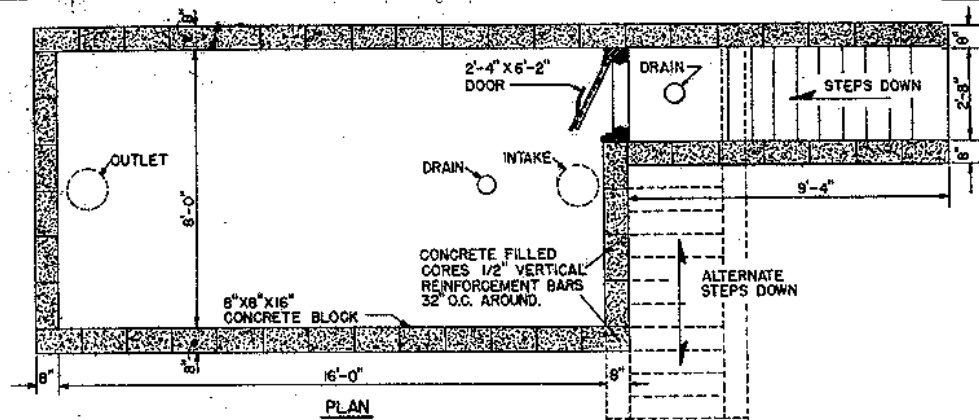 8"
2'-4" X 6'-2"
DOOR
DRAIN
STEPS DOWN
8"
2'-8"
8"
OUTLET
DRAIN
INTAKE
9'-4"
8'-0"
CONCRETE FILLED
CORES 1/2" VERTICAL
REINFORCEMENT BARS
32" O.C. AROUND.
ALTERNATE
STEPS DOWN
8"X8"X16"
CONCRETE BLOCK
8"
8"
16'-0"
8"
PLAN